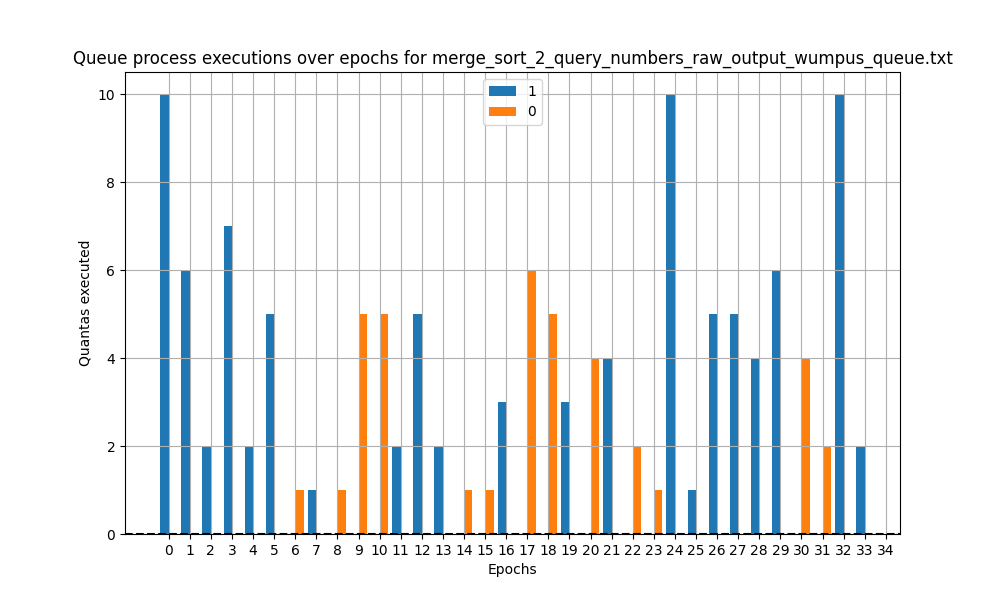 Queue process executions over epochs for merge_sort_2_query_numbers_raw_output_wumpus_queue.txt
1
0
10
8
6
4
2
0
Quantas executed
0 1 2 3 4 5 6 7 8 9 10 11 12 13 14 15 16 17 18 19 20 21 22 23 24 25 26 27 28 29 30 31 32 33 34
Epochs